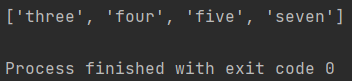 ['three', 'four', 'five', 'seven']
Process finished with exit code 0